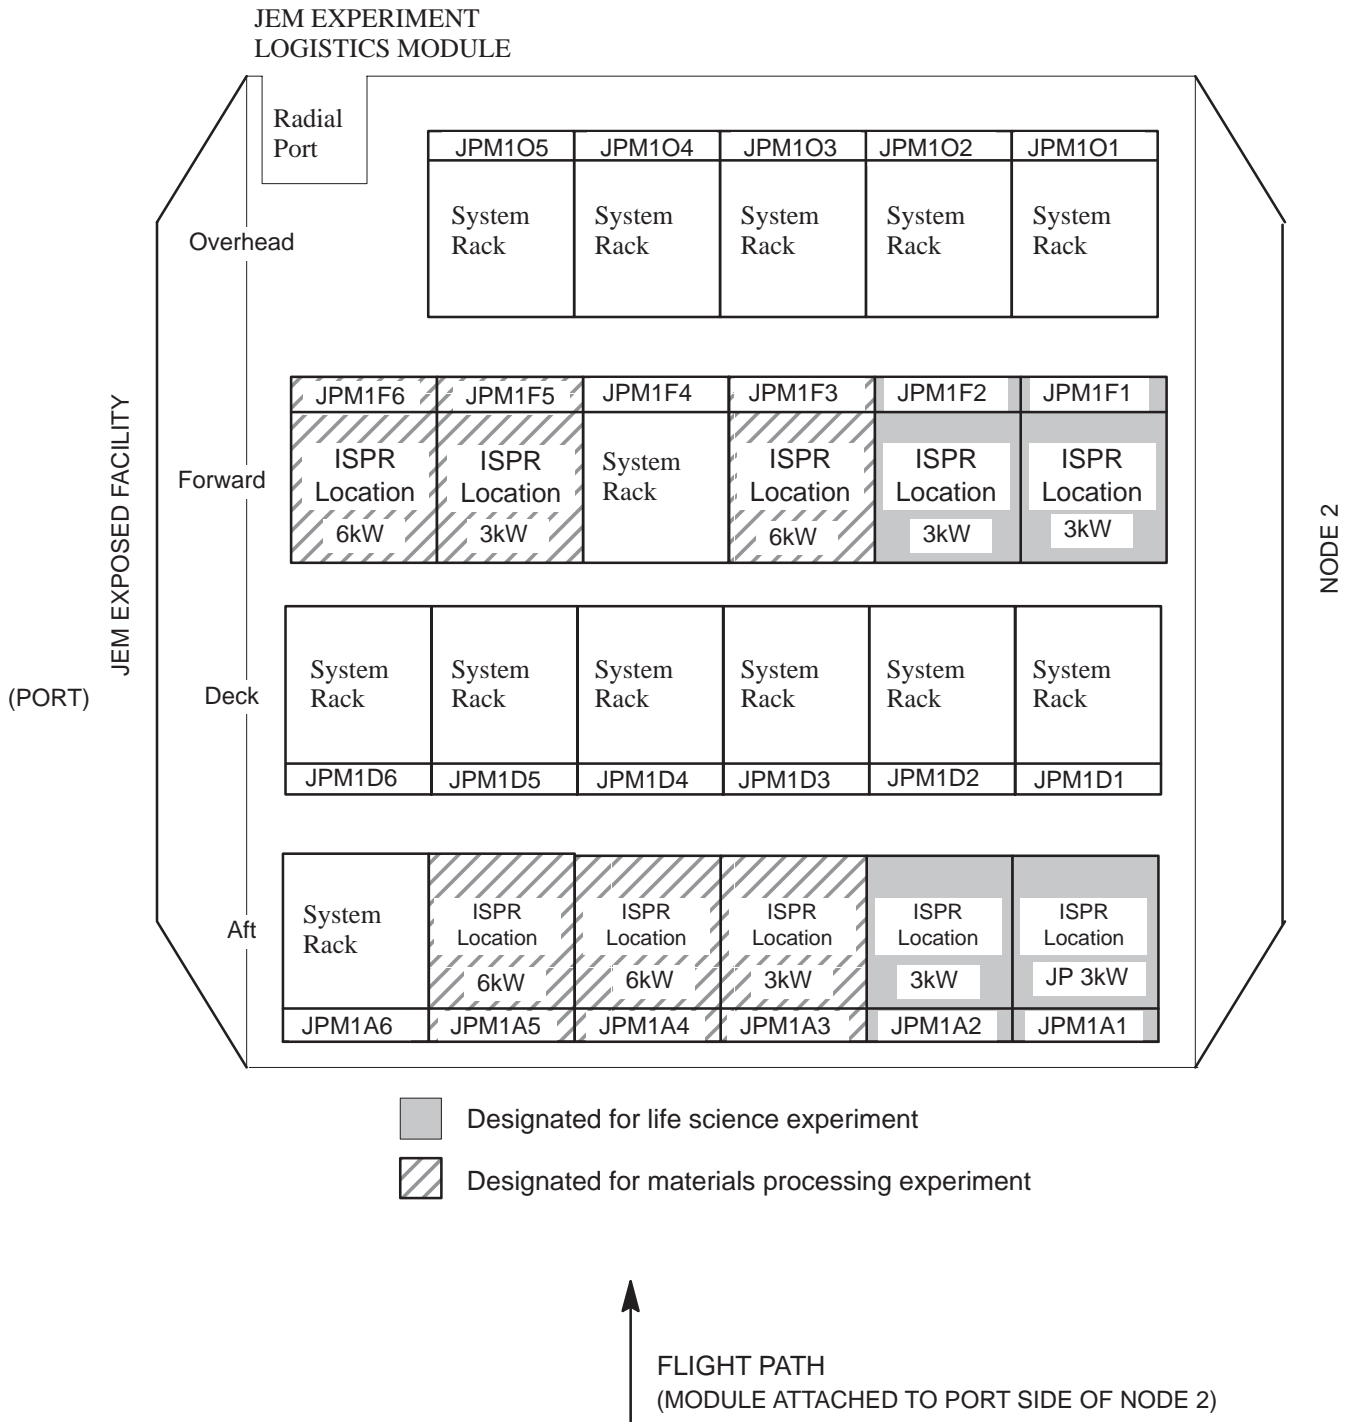 JEM EXPERIMENT
LOGISTICS MODULE
Radial
Port
JPM1O5 JPM1O4 JPM1O3 JPM1O2 JPM1O1
System System System System System
Rack Rack Rack Rack Rack
Overhead
JPM1F6 JPM1F5 JPM1F4 JPM1F3 JPM1F2 JPM1F1
ISPR ISPR System ISPR ISPR ISPR
Location Location Rack Location Location Location
6kW 3kW 6kW 3kW 3kW
Forward
JEM EXPOSED FACILITY
NODE 2
System System System System System System
Rack Rack Rack Rack Rack Rack
(PORT)
Deck
JPM1D6 JPM1D5 JPM1D4 JPM1D3 JPM1D2 JPM1D1
System ISPR ISPR ISPR ISPR ISPR
Rack Location Location Location Location Location
Aft
6kW 6kW 3kW 3kW JP 3kW
JPM1A6 JPM1A5 JPM1A4 JPM1A3 JPM1A2 JPM1A1
Designated for life science experiment
Designated for materials processing experiment
FLIGHT PATH
(MODULE ATTACHED TO PORT SIDE OF NODE 2)